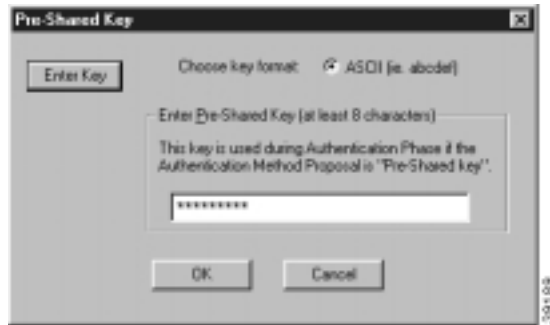 Pre-Shared Key
Enter Key
Choose key format: ASCII (ie. abcdef)
Enter Pre-Shared Key (at least 8 characters)
This key is used during Authentication Phase if the
Authentication Method Proposal is "Pre-Shared key".
*********
OK
Cancel